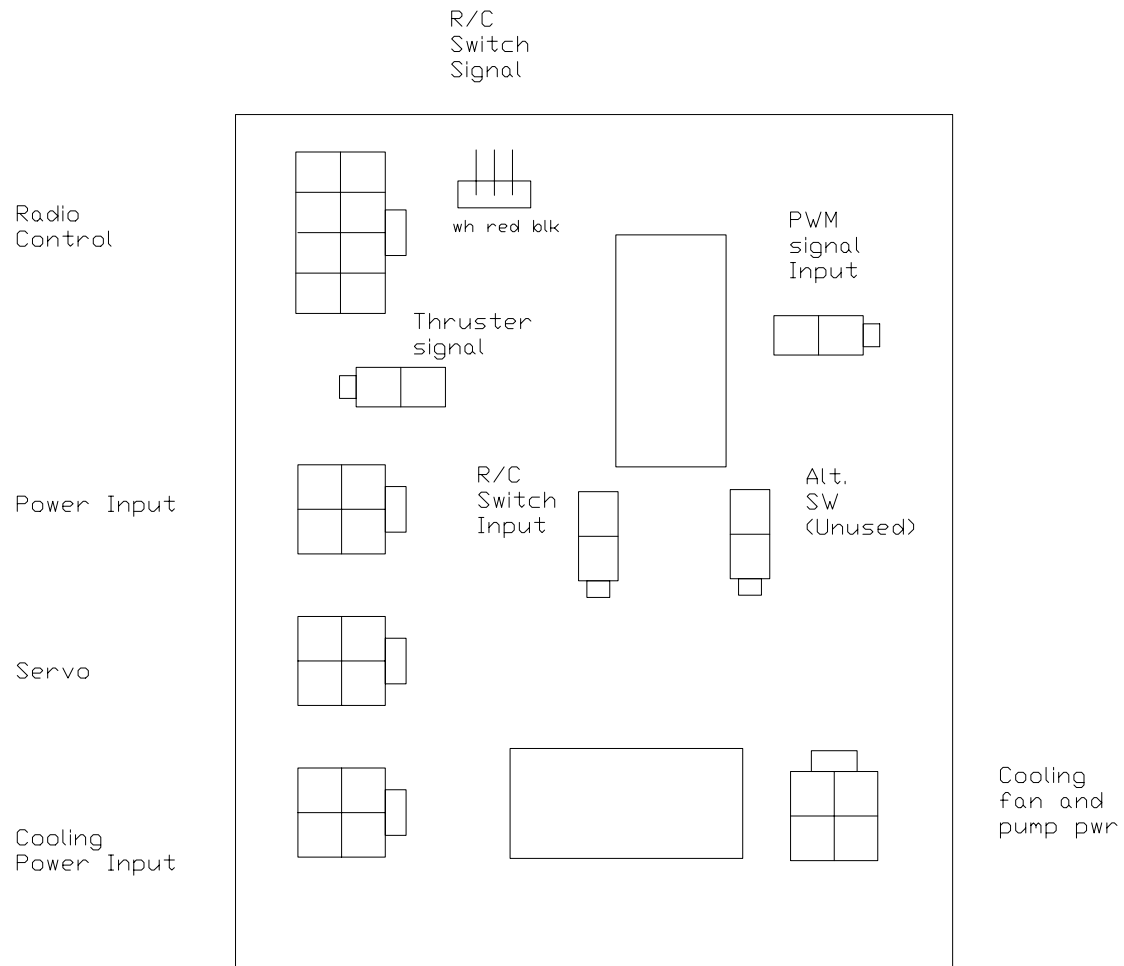 R/C
Switch
Signal
Radio
Control
wh red blk
PWM
signal
Input
Thruster
signal
Power Input
R/C
Switch
Input
Alt.
SW
(Unused)
Servo
Cooling
Power Input
Cooling
fan and
pump pwr